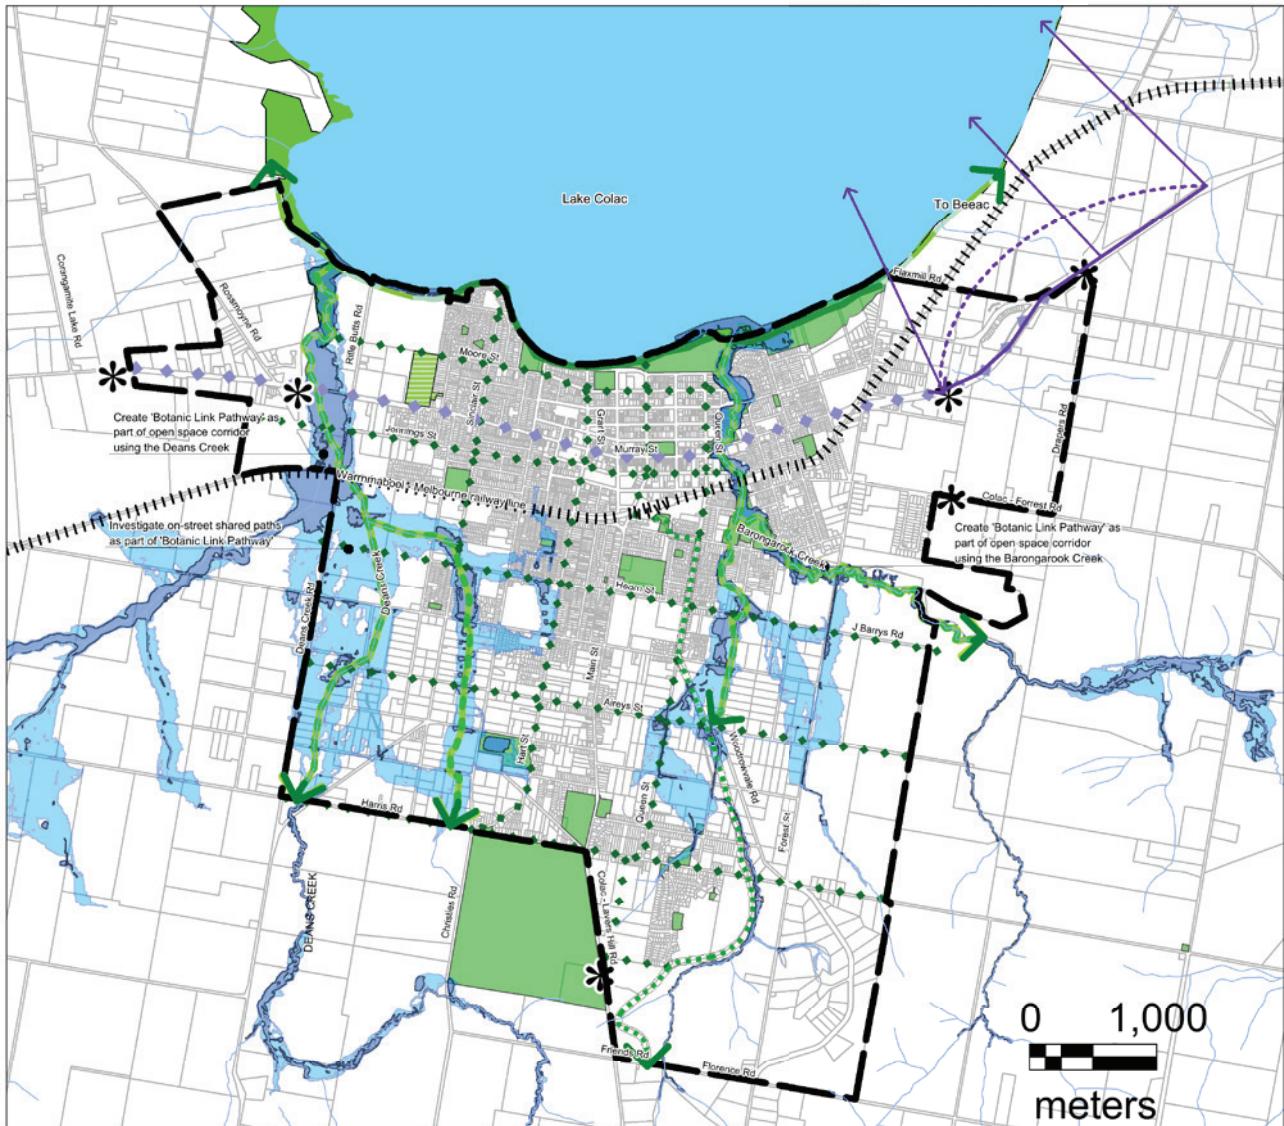 Lake Colac
To Beeac
Flaxmill Rd
Corangamite Lake Rd
Rossmoyne Rd
Rifle Butts Rd
Moore St
Sinclair St
Grant St
Queen St
Murray St
Jennings St
Drapers Rd
Create 'Botanic Link Pathway' as
part of open space corridor
using the Deans Creek
Warrnambool - Melbourne railway line
Colac - Forrest Rd
Investigate on-street shared paths
as part of 'Botanic Link Pathway'
Create 'Botanic Link Pathway' as
part of open space corridor
using the Barongarook Creek
Barongarock Creek
Deans Creek Rd
Deans Creek
Hearn St
J Barrys Rd
Main St
Aireys St
Hart St
Woodrowvale Rd
Harris Rd
Queen St
Forest St
Christies Rd
Colac - Lavers Hill Rd
DEANS CREEK
Friends Rd
Florence Rd
0 1,000
meters